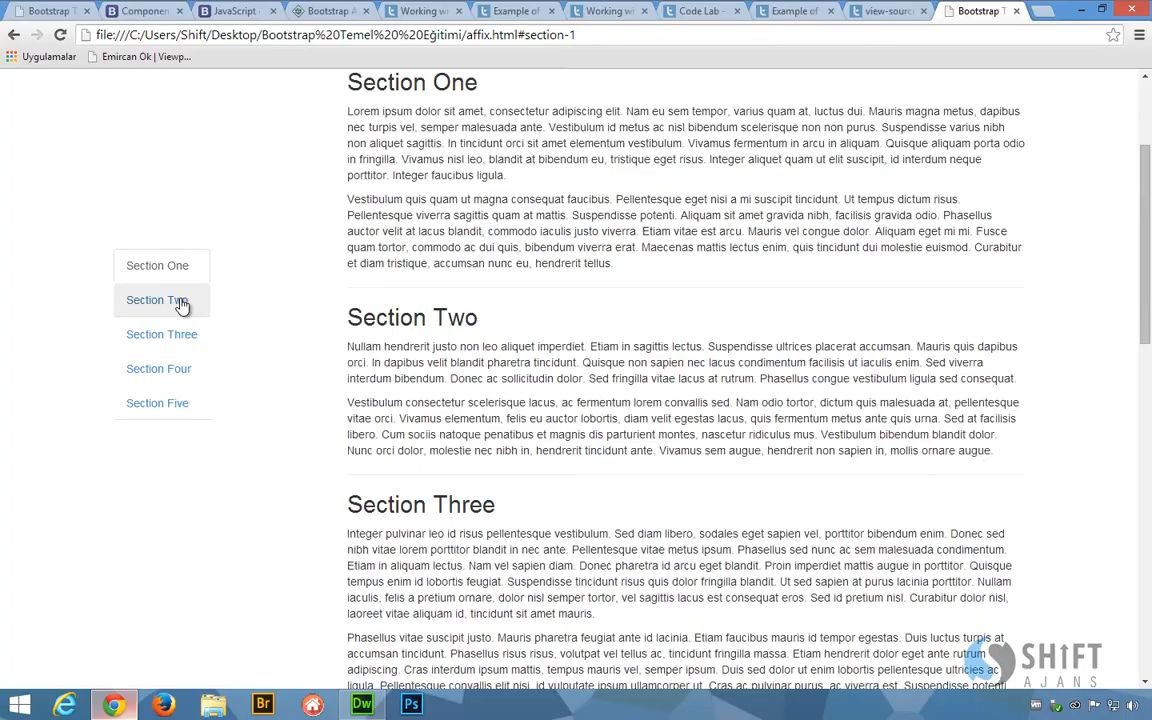 Bootstrap T
Component
JavaScript -
Bootstrap A
Working wi
Example of
Working wi
Code Lab -
Example of
view-sourc
Bootstrap T
file:///C:/Users/Shift/Desktop/Bootstrap%20Temel%20%20Eğitimi/affix.html#section-1
Uygulamalar
Emircan Ok | Viewp...
Section One
Section Two
Section Three
Section Four
Section Five
Section One
Lorem ipsum dolor sit amet, consectetur adipiscing elit. Nam eu sem tempor, varius quam at, luctus dui. Mauris magna metus, dapibus
nec turpis vel, semper malesuada ante. Vestibulum id metus ac nisl bibendum scelerisque non non purus. Suspendisse varius nibh
non aliquet sagittis. In tincidunt orci sit amet elementum vestibulum. Vivamus fermentum in arcu in aliquam. Quisque aliquam porta odio
in fringilla. Vivamus nisl leo, blandit at bibendum eu, tristique eget risus. Integer aliquet quam ut elit suscipit, id interdum neque
porttitor. Integer faucibus ligula.
Vestibulum quis quam ut magna consequat faucibus. Pellentesque eget nisi a mi suscipit tincidunt. Ut tempus dictum risus.
Pellentesque viverra sagittis quam at mattis. Suspendisse potenti. Aliquam sit amet gravida nibh, facilisis gravida odio. Phasellus
auctor velit at lacus blandit, commodo iaculis justo viverra. Etiam vitae est arcu. Mauris vel congue dolor. Aliquam eget mi mi. Fusce
quam tortor, commodo ac dui quis, bibendum viverra erat. Maecenas mattis lectus enim, quis tincidunt dui molestie euismod. Curabitur
et diam tristique, accumsan nunc eu, hendrerit tellus.
Section Two
Nullam hendrerit justo non leo aliquet imperdiet. Etiam in sagittis lectus. Suspendisse ultrices placerat accumsan. Mauris quis dapibus
orci. In dapibus velit blandit pharetra tincidunt. Quisque non sapien nec lacus condimentum facilisis ut iaculis enim. Sed viverra
interdum bibendum. Donec ac sollicitudin dolor. Sed fringilla vitae lacus at rutrum. Phasellus congue vestibulum ligula sed consequat.
Vestibulum consectetur scelerisque lacus, ac fermentum lorem convallis sed. Nam odio tortor, dictum quis malesuada at, pellentesque
vitae orci. Vivamus elementum, felis eu auctor lobortis, diam velit egestas lacus, quis fermentum metus ante quis urna. Sed at facilisis
libero. Cum sociis natoque penatibus et magnis dis parturient montes, nascetur ridiculus mus. Vestibulum bibendum blandit dolor.
Nunc orci dolor, molestie nec nibh in, hendrerit tincidunt ante. Vivamus sem augue, hendrerit non sapien in, mollis ornare augue.
Section Three
Integer pulvinar leo id risus pellentesque vestibulum. Sed diam libero, sodales eget sapien vel, porttitor bibendum enim. Donec sed
nibh vitae lorem porttitor blandit in nec ante. Pellentesque vitae metus ipsum. Phasellus sed nunc ac sem malesuada condimentum.
Etiam in aliquam lectus. Nam vel sapien diam. Donec pharetra id arcu eget blandit. Proin imperdiet mattis augue in porttitor. Quisque
tempus enim id lobortis feugiat. Suspendisse tincidunt risus quis dolor fringilla blandit. Ut sed sapien at purus lacinia porttitor. Nullam
iaculis, felis a pretium ornare, dolor nisl semper tortor, vel sagittis lacus est consequat eros. Sed id pretium nisl. Curabitur dolor nisl,
laoreet vitae aliquam id, tincidunt sit amet mauris.
Phasellus vitae suscipit justo. Mauris pharetra feugiat ante id lacinia. Etiam faucibus mauris id tempor egestas. Duis luctus turpis at
accumsan tincidunt. Phasellus risus risus, volutpat vel tellus ac, tincidunt fringilla massa. Etiam hendrerit dolor eget ante rutrum
adipiscing. Cras interdum ipsum mattis, tempus mauris vel, semper ipsum. Duis dolor ut enim lobortis pellentesque ultricies ac
SHIFT
AJANS
Br
Dw
Ps